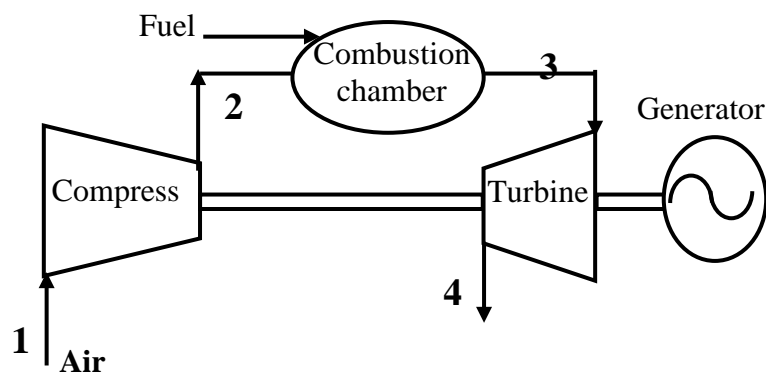 Fuel
Combustion
chamber
3
2
Generator
Compress
Turbine
4
1
Air